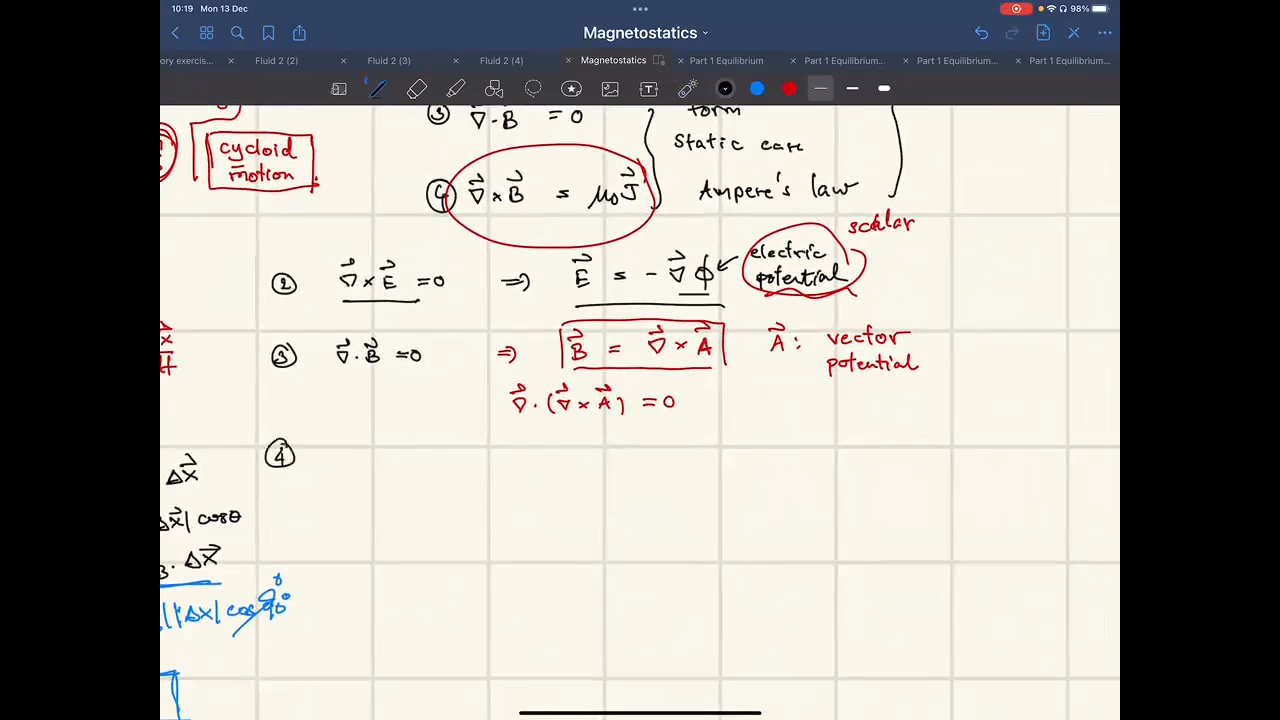 10:19 Mon 13 Dec
98%
Magnetostatics
ory exercis...
Fluid 2 (2)
Fluid 2 (3)
Fluid 2 (4)
Magnetostatics
Part 1 Equilibrium
Part 1 Equilibrium...
Part 1 Equilibrium...
Part 1 Equilibrium...
③ ∇⃗ · B⃗ = 0
form
static case
cycloid
motion
④ ∇⃗ × B⃗ = μ₀J⃗
Ampere's law
scalar
② ∇⃗ × E⃗ = 0 ⇒ E⃗ = - ∇⃗ϕ ← electric
potential
③ ∇⃗ · B⃗ = 0 ⇒ B⃗ = ∇⃗ × A⃗ A⃗ : vector
potential
∇⃗ · (∇⃗ × A⃗) = 0
④
ΔX⃗
ΔX⃗| cosθ
B · ΔX⃗
||ΔX| cos 90°